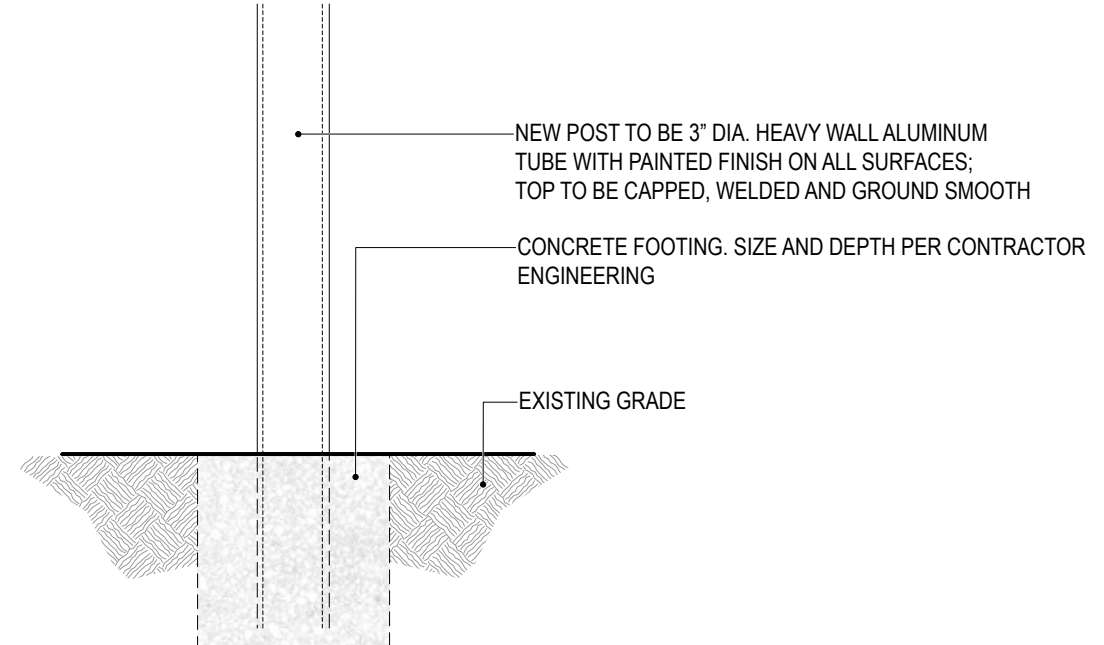 NEW POST TO BE 3” DIA. HEAVY WALL ALUMINUM
TUBE WITH PAINTED FINISH ON ALL SURFACES;
TOP TO BE CAPPED, WELDED AND GROUND SMOOTH
CONCRETE FOOTING. SIZE AND DEPTH PER CONTRACTOR
ENGINEERING
EXISTING GRADE